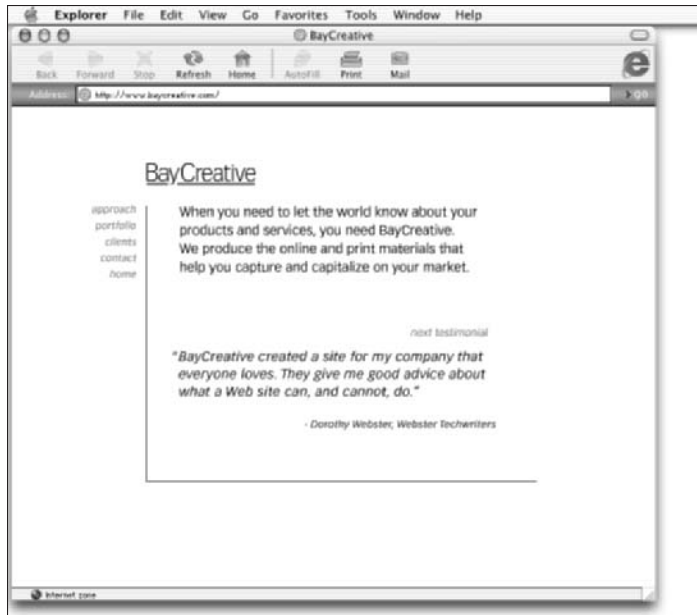 Explorer File Edit View Go Favorites Tools Window Help
BayCreative
Back Forward Stop Refresh Home AutoFill Print Mail
Address: http://www.baycreative.com/ GO
BayCreative
approach
portfolio
clients
contact
home
When you need to let the world know about your
products and services, you need BayCreative.
We produce the online and print materials that
help you capture and capitalize on your market.
next testimonial
"BayCreative created a site for my company that
everyone loves. They give me good advice about
what a Web site can, and cannot, do."
- Dorothy Webster, Webster Techwriters
Internet zone